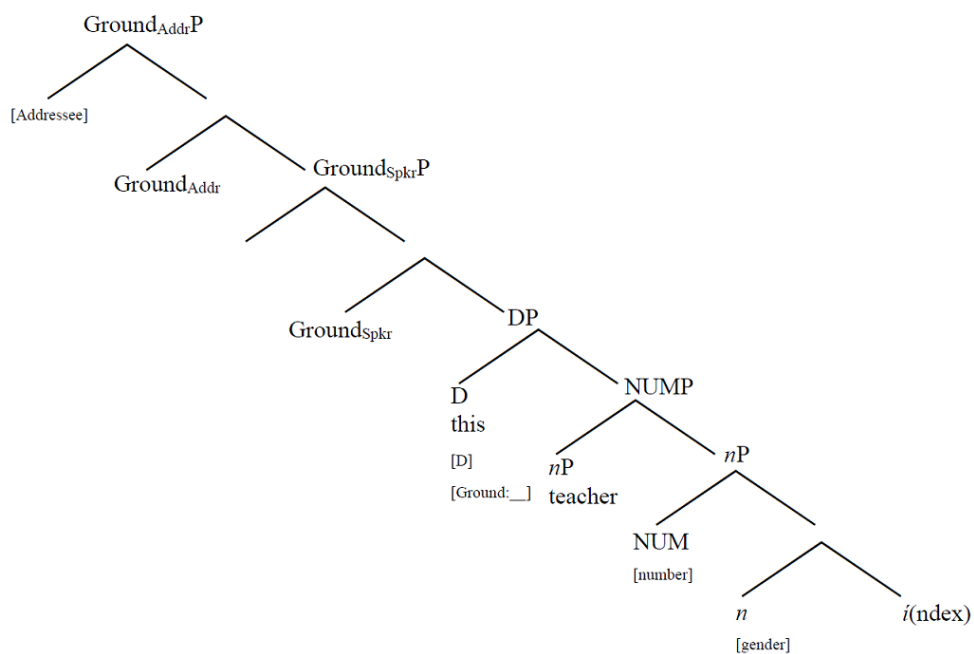 GroundAddrP
[Addressee]
GroundAddr
GroundSpkrP
GroundSpkr
DP
D
this
[D]
[Ground:__]
NUMP
nP
teacher
nP
NUM
[number]
n
[gender]
i(ndex)